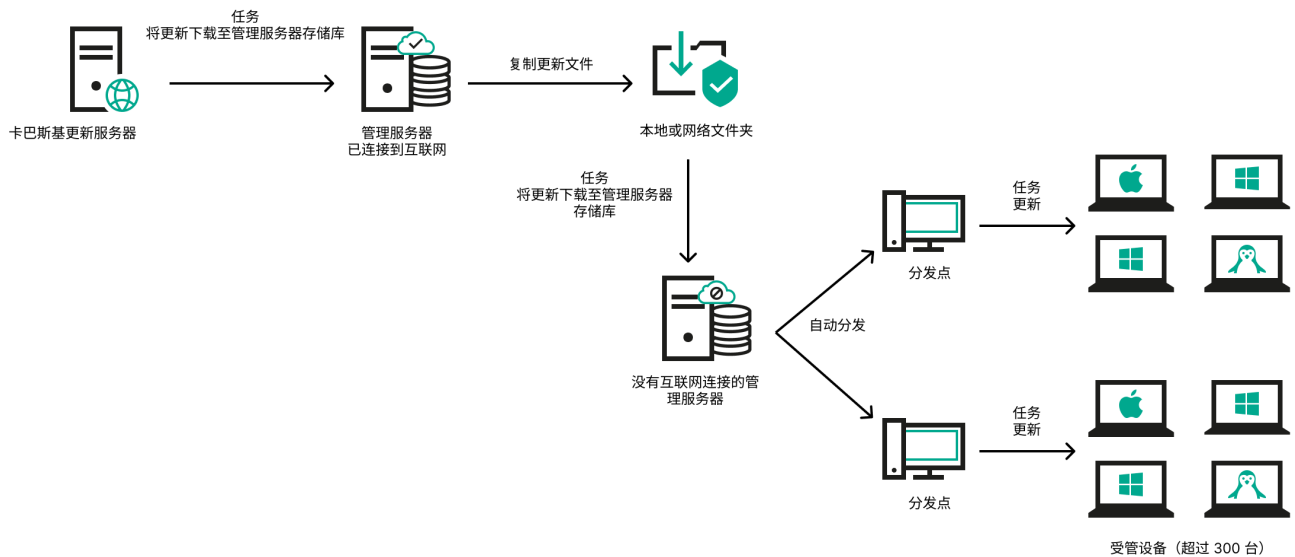 任务
将更新下载至管理服务器存储库
卡巴斯基更新服务器
管理服务器
已连接到互联网
复制更新文件
本地或网络文件夹
任务
将更新下载至管理服务器
存储库
没有互联网连接的管
理服务器
自动分发
分发点
任务
更新
分发点
任务
更新
受管设备（超过 300 台）